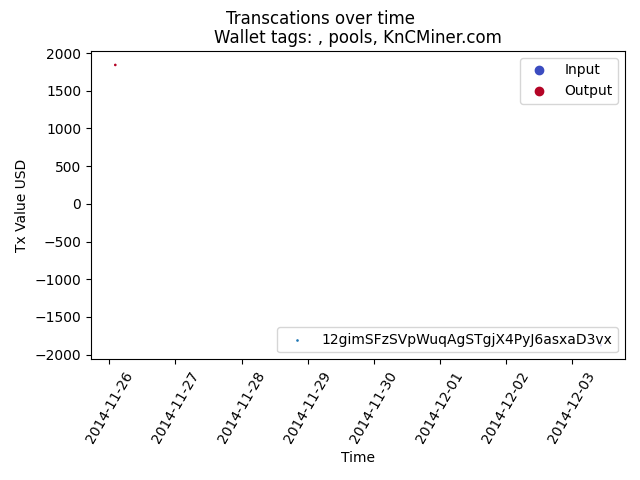 Transcations over time
Wallet tags: , pools, KnCMiner.com
Input
Output
2000
1500
1000
500
0
−500
−1000
−1500
−2000
Tx Value USD
12gimSFzSVpWuqAgSTgjX4PyJ6asxaD3vx
2014-11-26
2014-11-27
2014-11-28
2014-11-29
2014-11-30
2014-12-01
2014-12-02
2014-12-03
Time